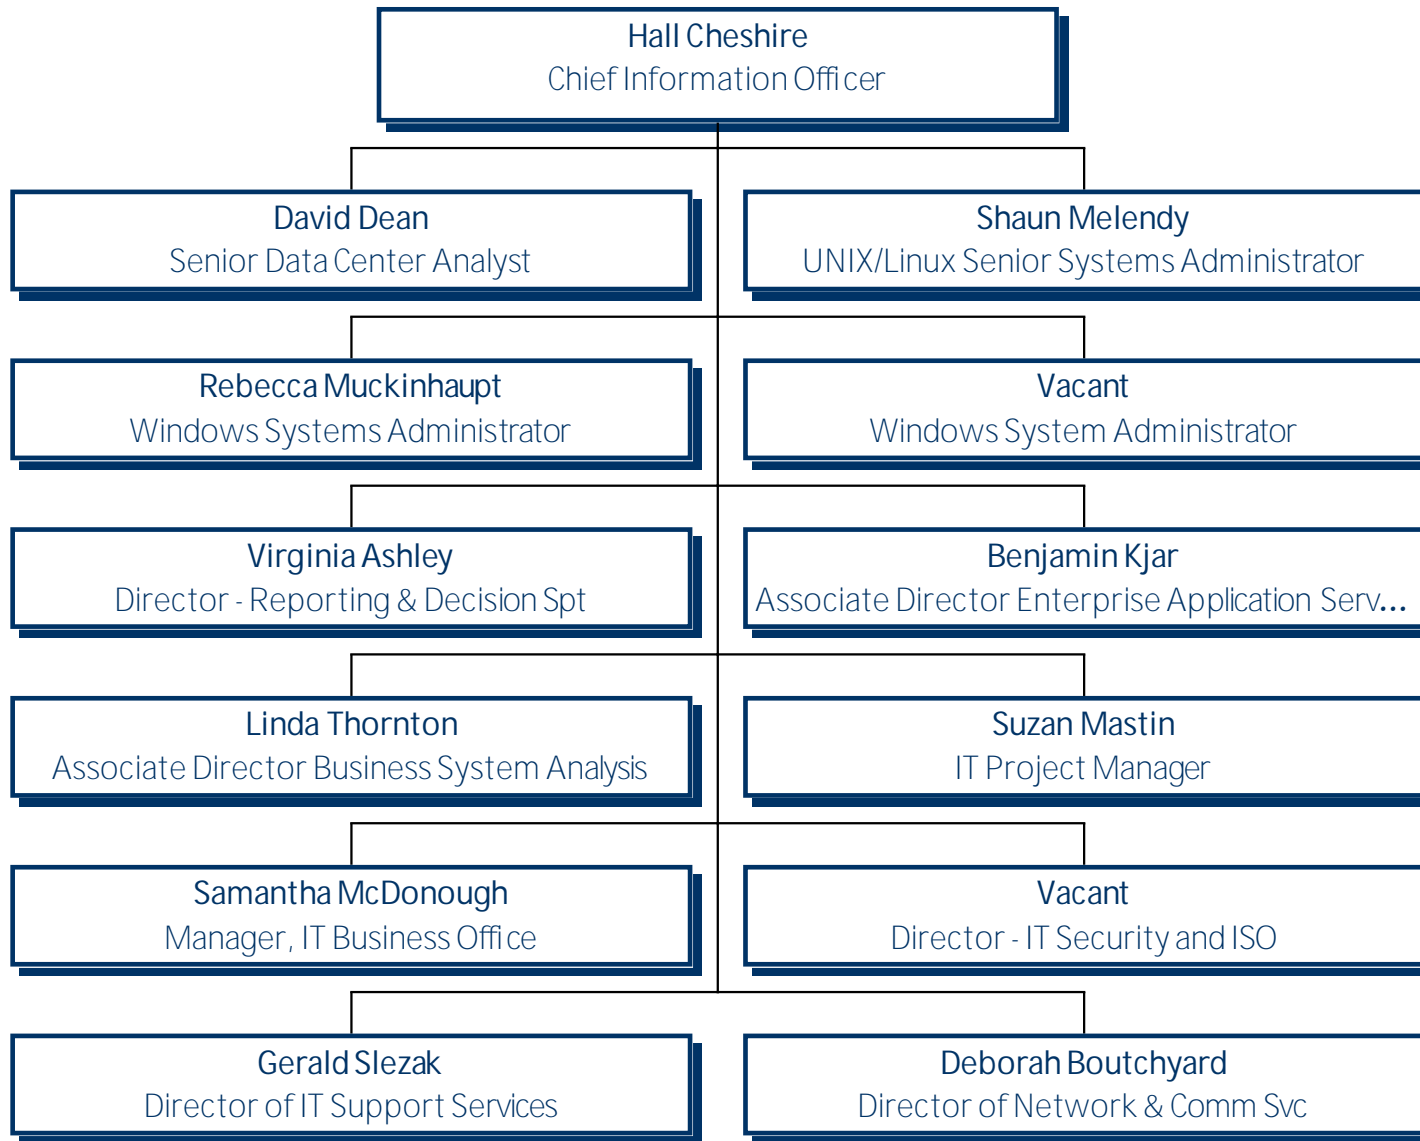 Hall Cheshire
Chief Information Officer
David Dean
Senior Data Center Analyst
Shaun Melendy
UNIX/Linux Senior Systems Administrator
Rebecca Muckinhaupt
Windows Systems Administrator
Vacant
Windows System Administrator
Virginia Ashley
Director - Reporting & Decision Spt
Benjamin Kjar
Associate Director Enterprise Application Serv...
Linda Thornton
Associate Director Business System Analysis
Suzan Mastin
IT Project Manager
Samantha McDonough
Manager, IT Business Office
Vacant
Director - IT Security and ISO
Gerald Slezak
Director of IT Support Services
Deborah Boutchyard
Director of Network & Comm Svc